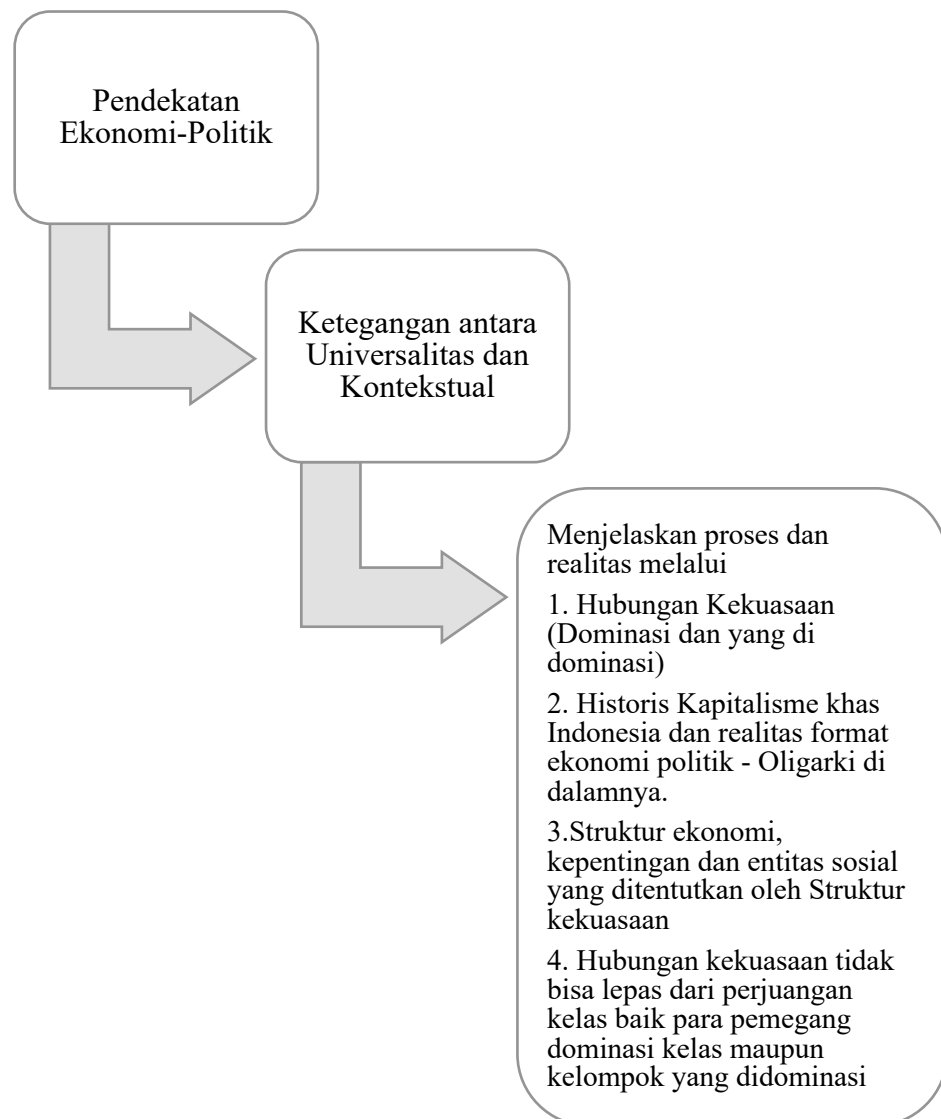 Pendekatan
Ekonomi-Politik
Ketegangan antara
Universalitas dan
Kontekstual
Menjelaskan proses dan
realitas melalui
1. Hubungan Kekuasaan
(Dominasi dan yang di
dominasi)
2. Historis Kapitalisme khas
Indonesia dan realitas format
ekonomi politik - Oligarki di
dalamnya.
3.Struktur ekonomi,
kepentingan dan entitas sosial
yang ditentutkan oleh Struktur
kekuasaan
4. Hubungan kekuasaan tidak
bisa lepas dari perjuangan
kelas baik para pemegang
dominasi kelas maupun
kelompok yang didominasi